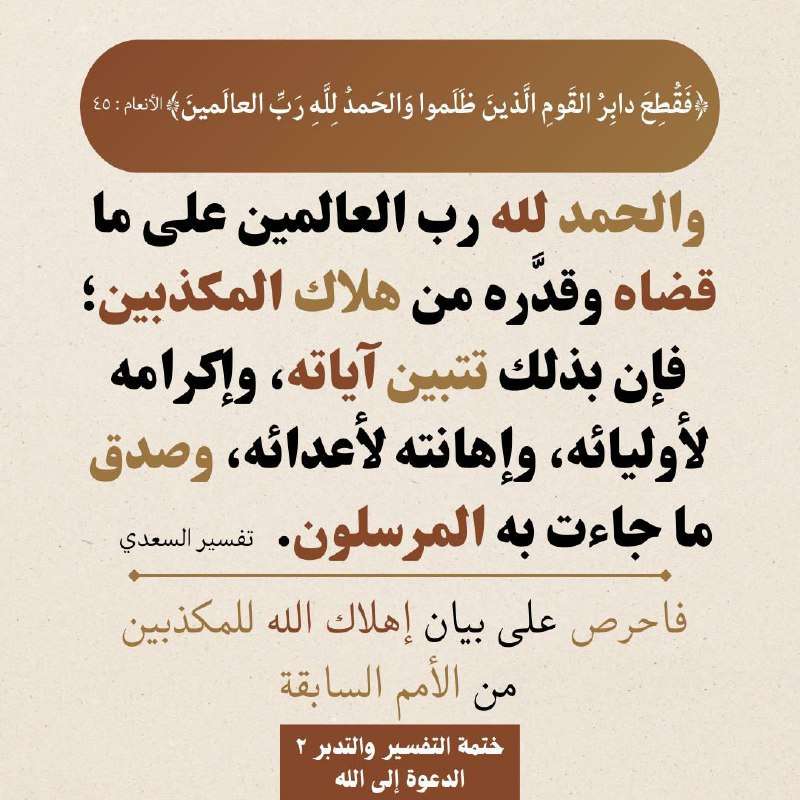 ﴿فَقُطِعَ دابِرُ القَومِ الَّذينَ ظَلَموا وَالحَمدُ لِلَّهِ رَبِّ العالَمينَ﴾ الأنعام : ٤٥
والحمد لله رب العالمين على ما
قضاه وقدَّره من هلاك المكذبين؛
فإن بذلك تتبين آياته، وإكرامه
لأوليائه، وإهانته لأعدائه، وصدق
ما جاءت به المرسلون. تفسير السعدي
فاحرص على بيان إهلاك الله للمكذبين
من الأمم السابقة
ختمة التفسير والتدبر ٢
الدعوة إلى الله